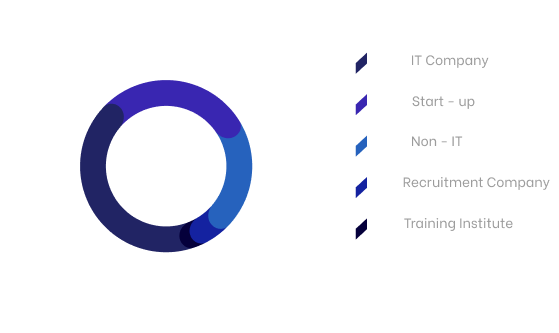 IT Company
Start - up
Non - IT
Recruitment Company
Training Institute